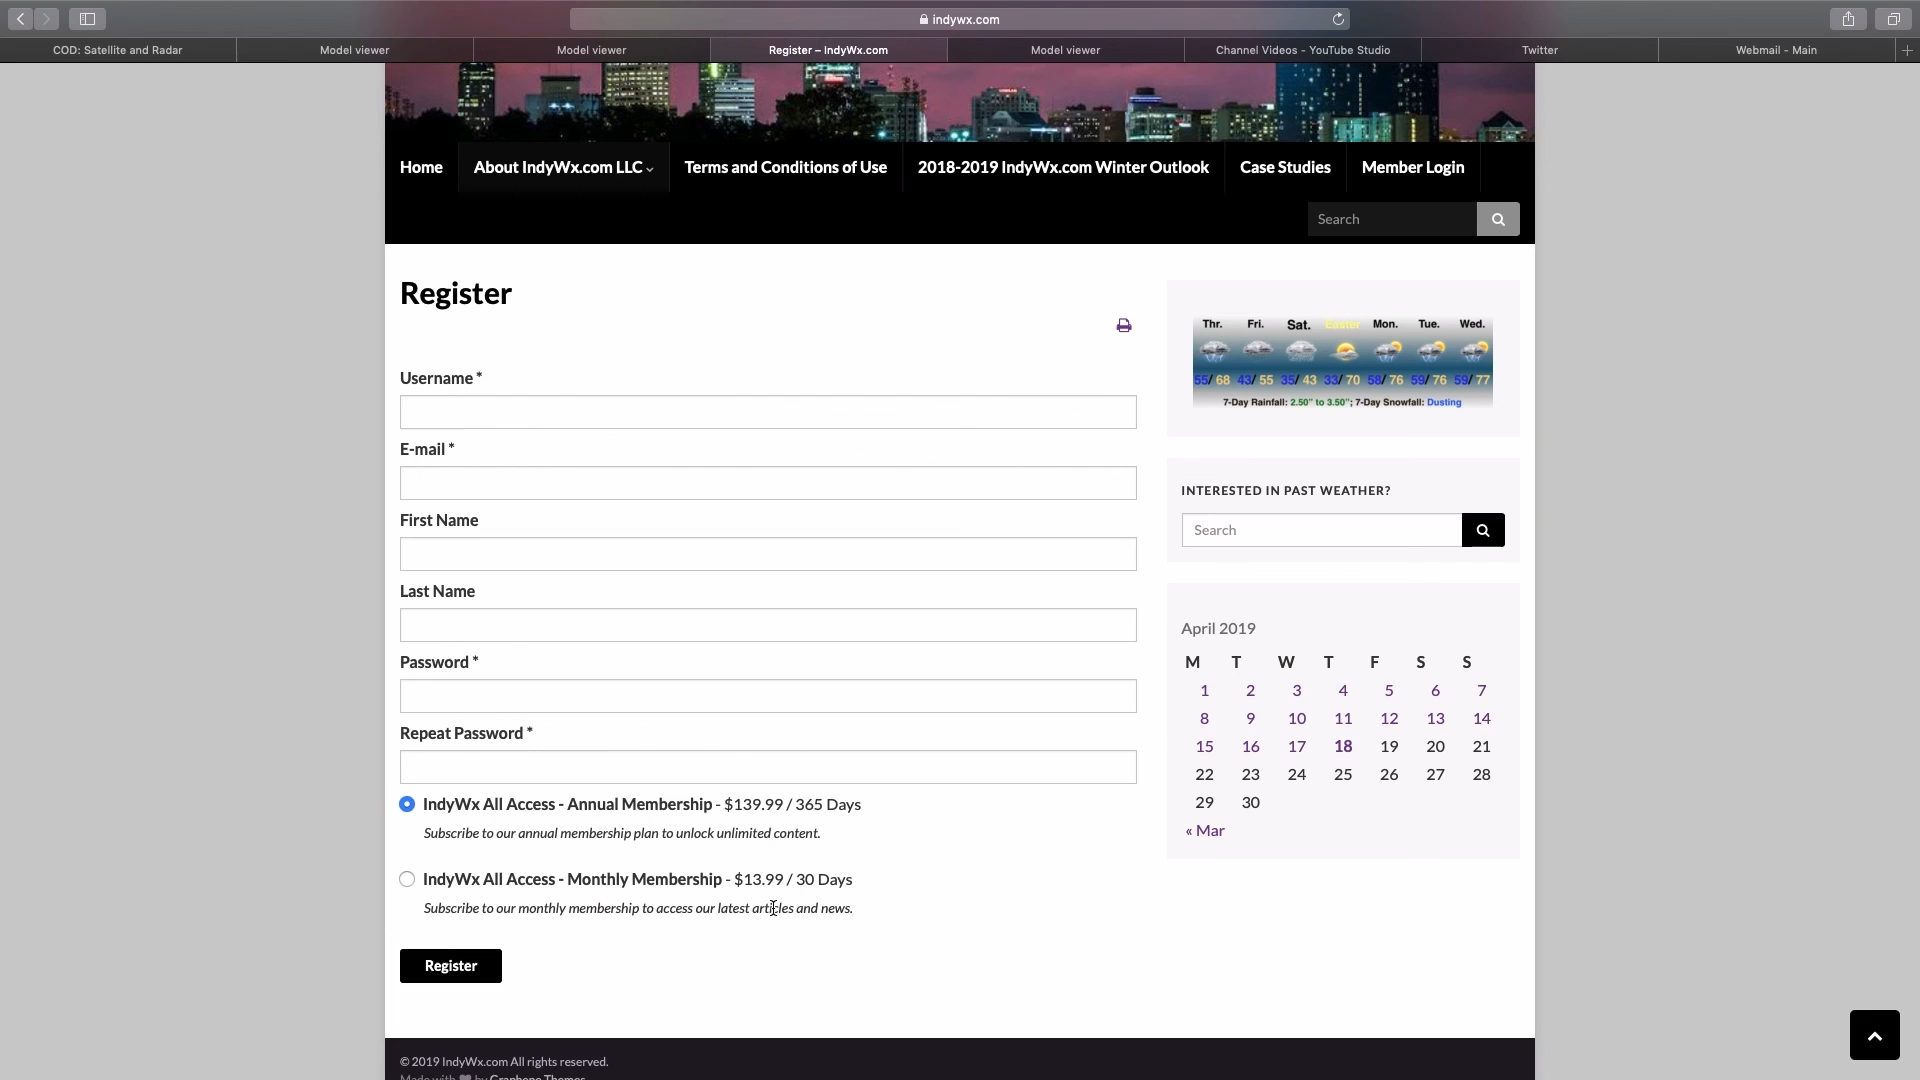 indywx.com
COD: Satellite and Radar
Model viewer
Model viewer
Register – IndyWx.com
Model viewer
Channel Videos - YouTube Studio
Twitter
Webmail - Main
Home
About IndyWx.com LLC
Terms and Conditions of Use
2018-2019 IndyWx.com Winter Outlook
Case Studies
Member Login
Search
Register
Username *
E-mail *
First Name
Last Name
Password *
Repeat Password *
IndyWx All Access - Annual Membership - $139.99 / 365 Days
Subscribe to our annual membership plan to unlock unlimited content.
IndyWx All Access - Monthly Membership - $13.99 / 30 Days
Subscribe to our monthly membership to access our latest articles and news.
Register
Thr. Fri. Sat. Easter Mon. Tue. Wed.
55/ 68 43/ 55 35/ 43 33/ 70 58/ 76 59/ 76 59/ 77
7-Day Rainfall: 2.50" to 3.50"; 7-Day Snowfall: Dusting
INTERESTED IN PAST WEATHER?
Search
April 2019
M T W T F S S
1 2 3 4 5 6 7
8 9 10 11 12 13 14
15 16 17 18 19 20 21
22 23 24 25 26 27 28
29 30
« Mar
© 2019 IndyWx.com All rights reserved.
Made with by Graphene Themes.